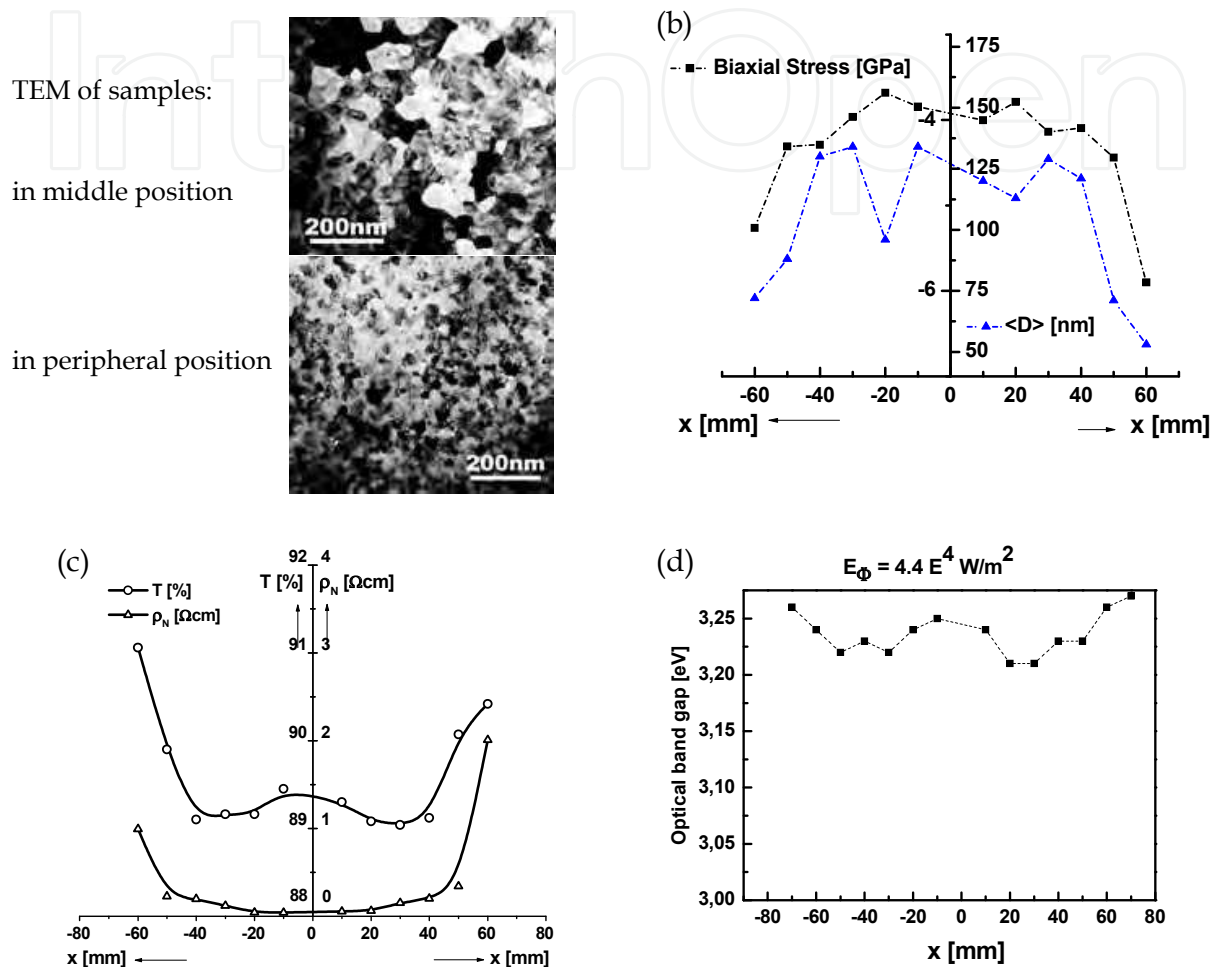 IntechOpen
TEM of samples:
in middle position
200nm
in peripheral position
200nm
(b)
Biaxial Stress [GPa]
<D> [nm]
175
150
-4
125
100
-6
75
50
-60 -40 -20 0 20 40 60
x [mm] x [mm]
(c)
T [%]
ρN [Ωcm]
92 4
T [%] ρN [Ωcm]
91 3
90 2
89 1
88 0
-80 -60 -40 -20 0 20 40 60 80
x [mm] x [mm]
(d)
EΦ = 4.4 E⁴ W/m²
Optical band gap [eV]
3,25
3,20
3,15
3,10
3,05
3,00
-80 -60 -40 -20 0 20 40 60 80
x [mm]